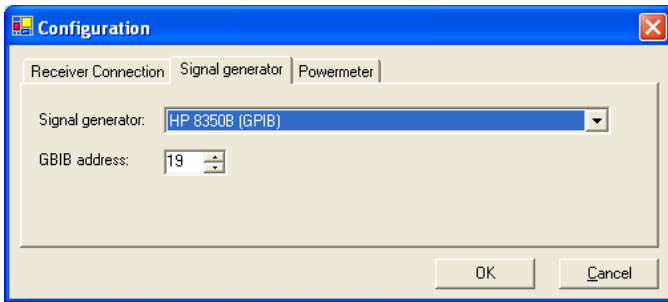 Configuration
Receiver Connection Signal generator Powermeter
Signal generator: HP 8350B (GPIB)
GBIB address: 19
OK Cancel